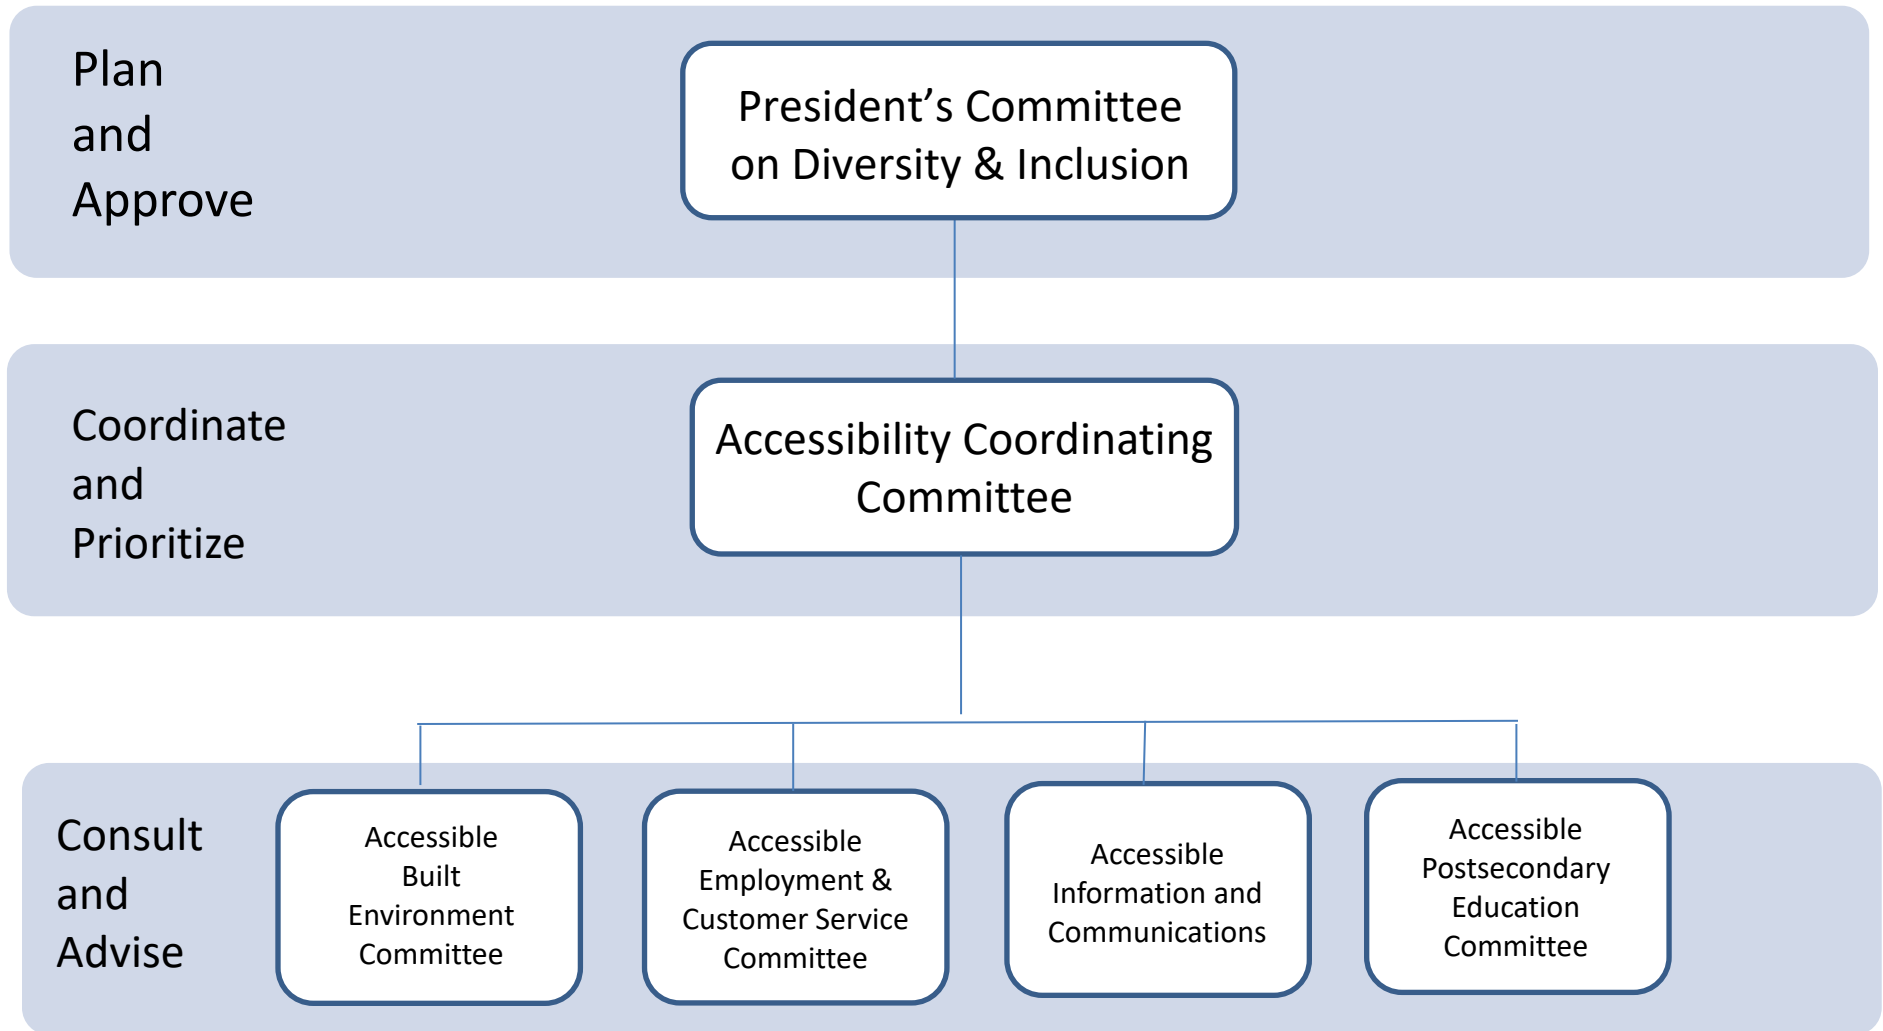 Plan
and
Approve
President’s Committee
on Diversity & Inclusion
Coordinate
and
Prioritize
Accessibility Coordinating
Committee
Consult
and
Advise
Accessible
Built
Environment
Committee
Accessible
Employment &
Customer Service
Committee
Accessible
Information and
Communications
Accessible
Postsecondary
Education
Committee